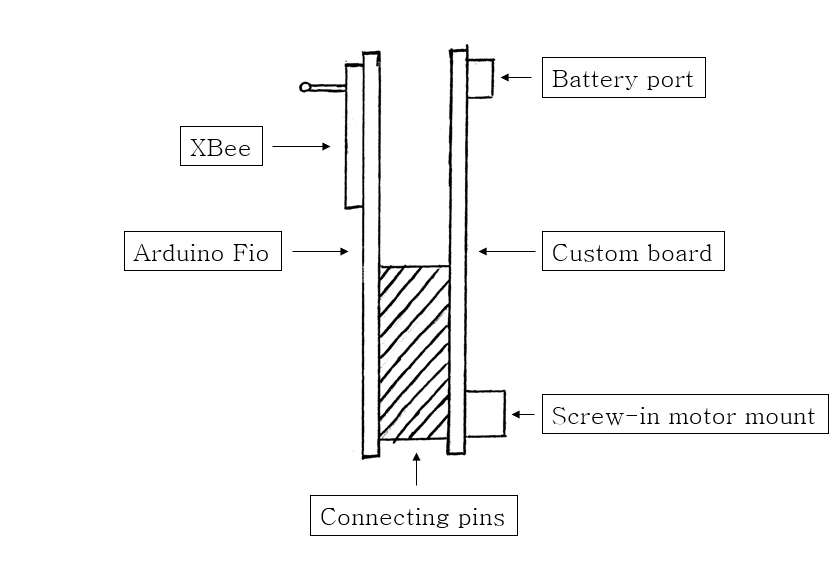 Battery port
XBee
Arduino Fio
Custom board
Screw-in motor mount
Connecting pins